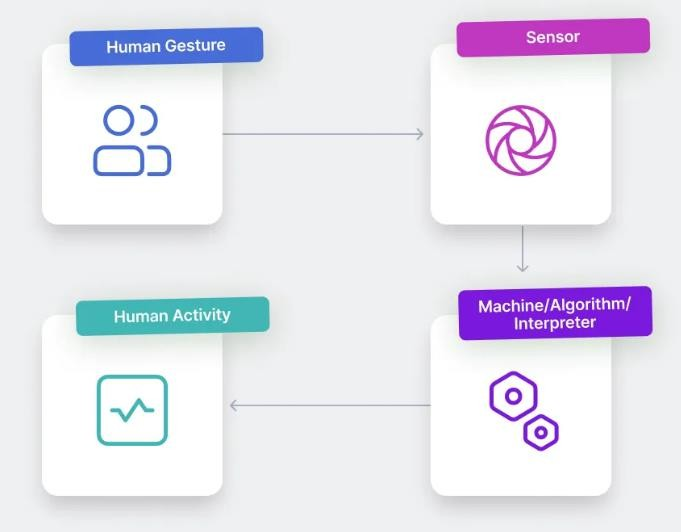 Human Gesture
Sensor
Human Activity
Machine/Algorithm/
Interpreter